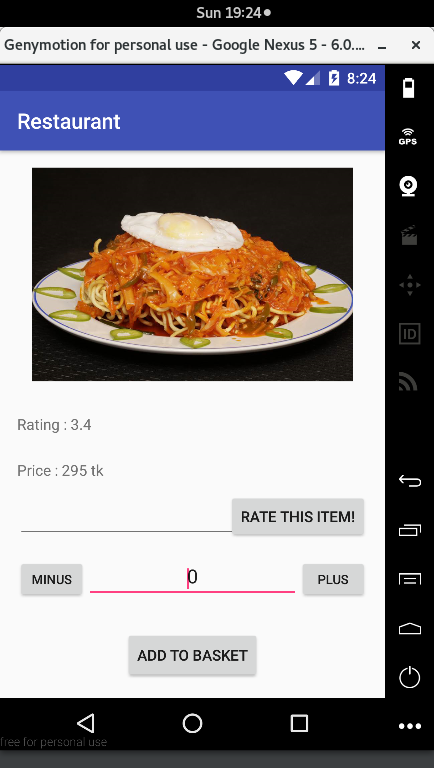 Sun 19:24
Genymotion for personal use - Google Nexus 5 - 6.0....
8:24
Restaurant
GPS
ID
Rating : 3.4
Price : 295 tk
RATE THIS ITEM!
MINUS 0 PLUS
ADD TO BASKET
free for personal use